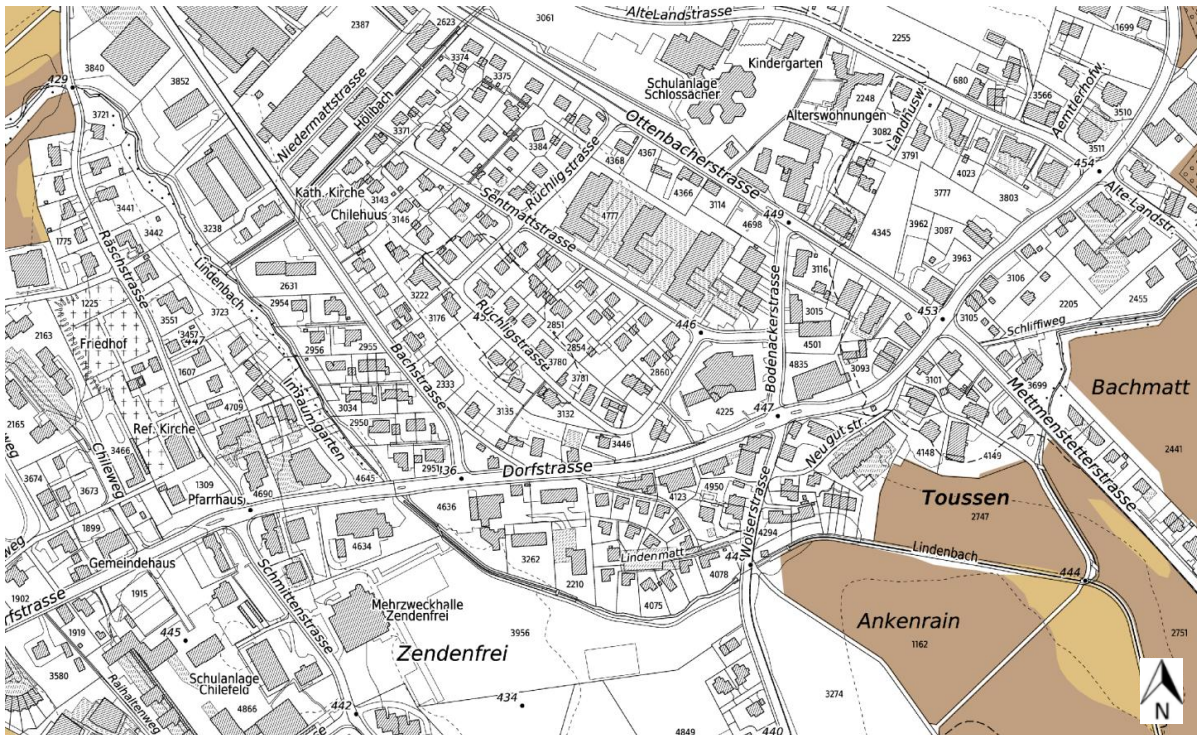 2387
2623
3061
Alte Landstrasse
2255
1699
429
3840
3852
Niedermattstrasse
Hölibach
3374
3375
Kindergarten
Schulanlage
Schlossächer
680
3566
Aemtlerhofw.
3510
3511
3721
3371
3384
Ottenbacherstrasse
2248
Alterswohnungen
3082
Landhusw.
3791
4023
454
Rüchligstrasse
4368
4367
4366
3114
Kath. Kirche
Chilehuus
3143
3146
Sentmattstrasse
4777
3777
3803
Alte Landstr.
3441
3442
3238
4698
449
4345
3962
3087
3963
1775
Räschstrasse
Lindenbach
2631
2954
3222
3176
3116
3106
2455
2205
1225
2163
Friedhof
3551
3457
447
3723
1607
2956
2955
Bachstrasse
Rüchligstrasse
2851
2854
446
Bodenackerstrasse
3015
4501
453
3105
Schliffiweg
3780
3781
2860
4835
3093
3101
3699
Bachmatt
2333
3034
Im Baumgarten
4709
3135
3132
4225
447
Mettmenstetterstrasse
2165
Ref. Kirche
3466
Chileweg
2950
2951
3446
Neugutstr.
4148
4149
2441
3674
3673
1309
4690
4645
Dorfstrasse
4123
4950
Toussen
2747
Pfarrhaus
4636
Wolserstrasse
4294
1899
Gemeindehaus
4634
3262
2210
Lindenmatt
4078
4075
Lindenbach
444
1902
1915
Schmittenstrasse
Mehrzweckhalle
Zendenfrei
Ankenrain
1162
2751
1919
445
3956
Zendenfrei
3580
Raihaltenweg
Schulanlage
Chilefeld
4866
442
434
3274
4849
440
N